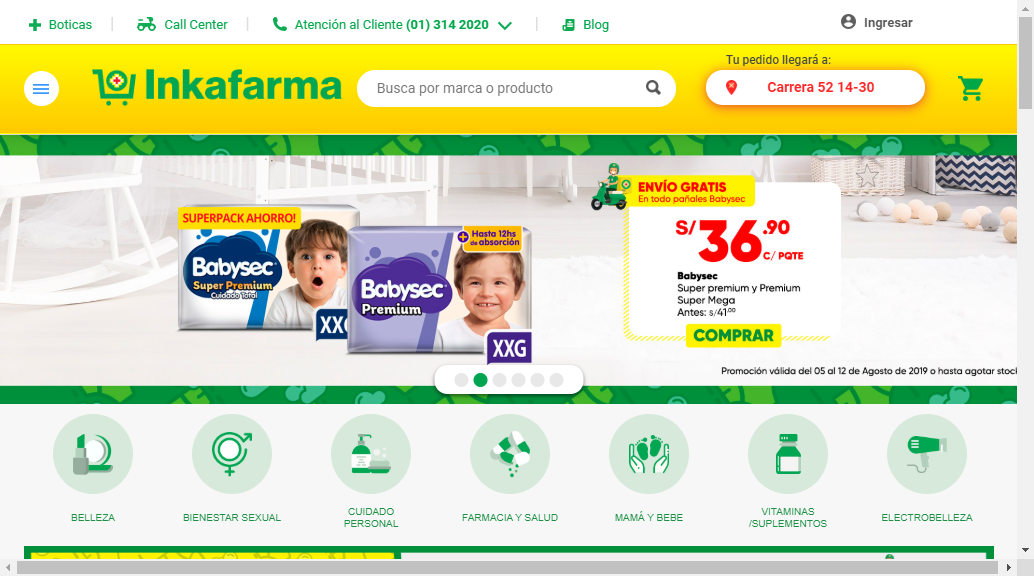 Boticas
Call Center
Atención al Cliente (01) 314 2020
Blog
Ingresar
Inkafarma
Busca por marca o producto
Tu pedido llegará a:
Carrera 52 14-30
SUPERPACK AHORRO!
Babysec
Super Premium
Cuidado Total
XXG
+ Hasta 12hs
de absorción
Babysec
Premium
XXG
ENVÍO GRATIS
En todo pañales Babysec
S/36.90
C/ PQTE
Babysec
Super premium y Premium
Super Mega
Antes: s/41.00
COMPRAR
Promoción válida del 05 al 12 de Agosto de 2019 o hasta agotar stock
BELLEZA
BIENESTAR SEXUAL
CUIDADO
PERSONAL
FARMACIA Y SALUD
MAMÁ Y BEBE
VITAMINAS
/SUPLEMENTOS
ELECTROBELLEZA